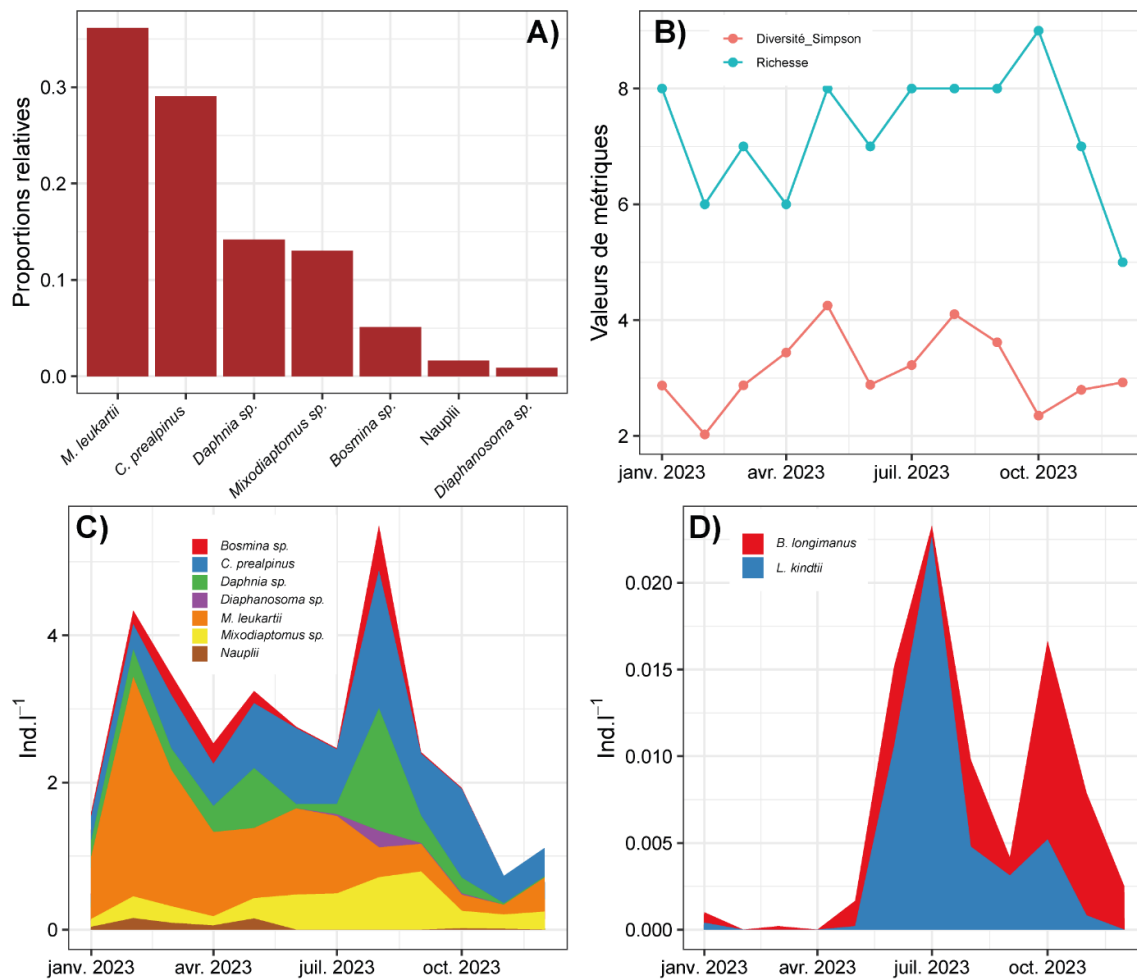 A)
Proportions relatives
0.3
0.2
0.1
0.0
M. leukartii
C. prealpinus
Daphnia sp.
Mixodiaptomus sp.
Bosmina sp.
Nauplii
Diaphanosoma sp.
B)
Diversité_Simpson
Richesse
Valeurs de métriques
8
6
4
2
janv. 2023
avr. 2023
juil. 2023
oct. 2023
C)
Bosmina sp.
C. prealpinus
Daphnia sp.
Diaphanosoma sp.
M. leukartii
Mixodiaptomus sp.
Nauplii
Ind.l⁻¹
4
2
0
janv. 2023
avr. 2023
juil. 2023
oct. 2023
D)
B. longimanus
L. kindtii
Ind.l⁻¹
0.020
0.015
0.010
0.005
0.000
janv. 2023
avr. 2023
juil. 2023
oct. 2023